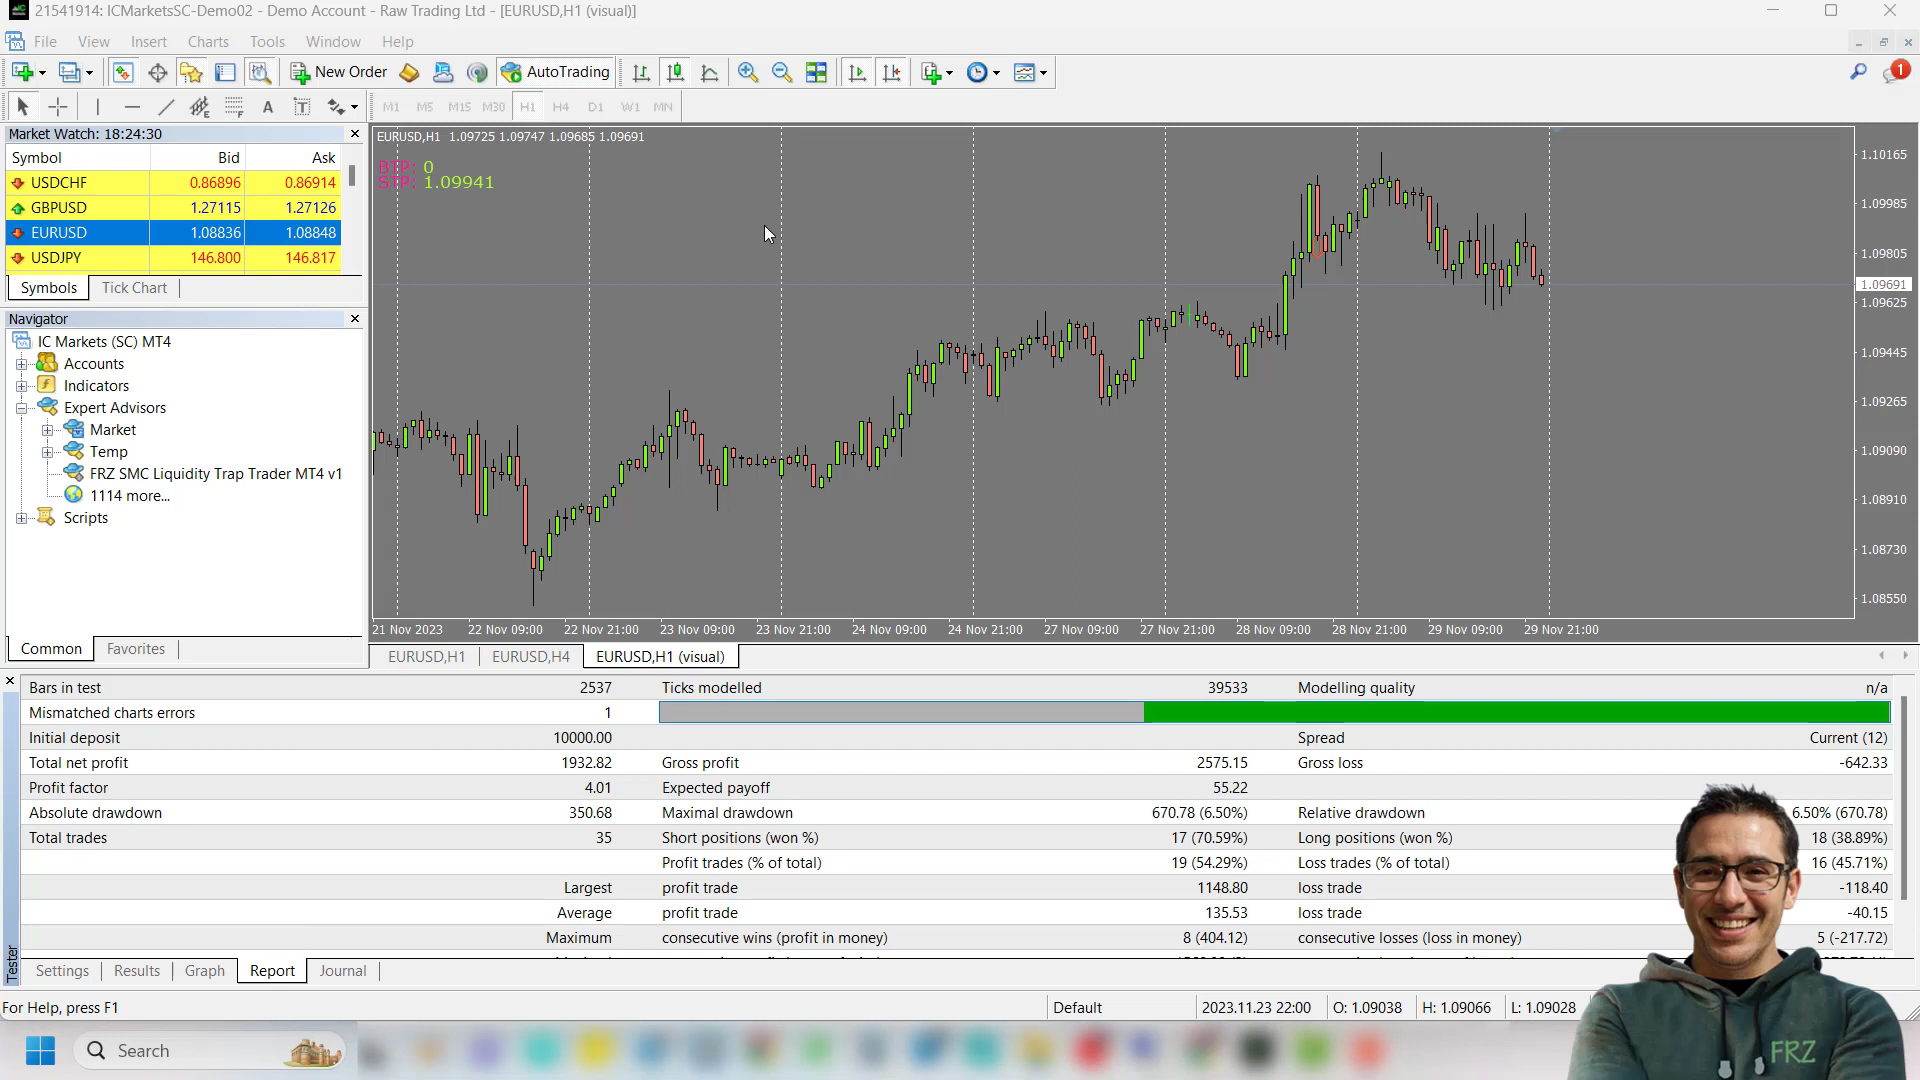 21541914: ICMarketsSC-Demo02 - Demo Account - Raw Trading Ltd - [EURUSD,H1 (visual)]
File View Insert Charts Tools Window Help
New Order AutoTrading 1
A T M1 M5 M15 M30 H1 H4 D1 W1 MN
Market Watch: 18:24:30
Symbol Bid Ask
USDCHF 0.86896 0.86914
GBPUSD 1.27115 1.27126
EURUSD 1.08836 1.08848
USDJPY 146.800 146.817
Symbols Tick Chart
Navigator
IC Markets (SC) MT4
Accounts
Indicators
Expert Advisors
Market
Temp
FRZ SMC Liquidity Trap Trader MT4 v1
1114 more...
Scripts
Common Favorites
EURUSD,H1 1.09725 1.09747 1.09685 1.09691
BTP: 0
STP: 1.09941
1.10165
1.09985
1.09805
1.09691
1.09625
1.09445
1.09265
1.09090
1.08910
1.08730
1.08550
21 Nov 2023 22 Nov 09:00 22 Nov 21:00 23 Nov 09:00 23 Nov 21:00 24 Nov 09:00 24 Nov 21:00 27 Nov 09:00 27 Nov 21:00 28 Nov 09:00 28 Nov 21:00 29 Nov 09:00 29 Nov 21:00
EURUSD,H1 EURUSD,H4 EURUSD,H1 (visual)
Bars in test 2537 Ticks modelled 39533 Modelling quality n/a
Mismatched charts errors 1
Initial deposit 10000.00 Spread Current (12)
Total net profit 1932.82 Gross profit 2575.15 Gross loss -642.33
Profit factor 4.01 Expected payoff 55.22
Absolute drawdown 350.68 Maximal drawdown 670.78 (6.50%) Relative drawdown 6.50% (670.78)
Total trades 35 Short positions (won %) 17 (70.59%) Long positions (won %) 18 (38.89%)
Profit trades (% of total) 19 (54.29%) Loss trades (% of total) 16 (45.71%)
Largest profit trade 1148.80 loss trade -118.40
Average profit trade 135.53 loss trade -40.15
Maximum consecutive wins (profit in money) 8 (404.12) consecutive losses (loss in money) 5 (-217.72)
Tester
Settings Results Graph Report Journal
For Help, press F1 Default 2023.11.23 22:00 O: 1.09038 H: 1.09066 L: 1.09028
Search
FRZ